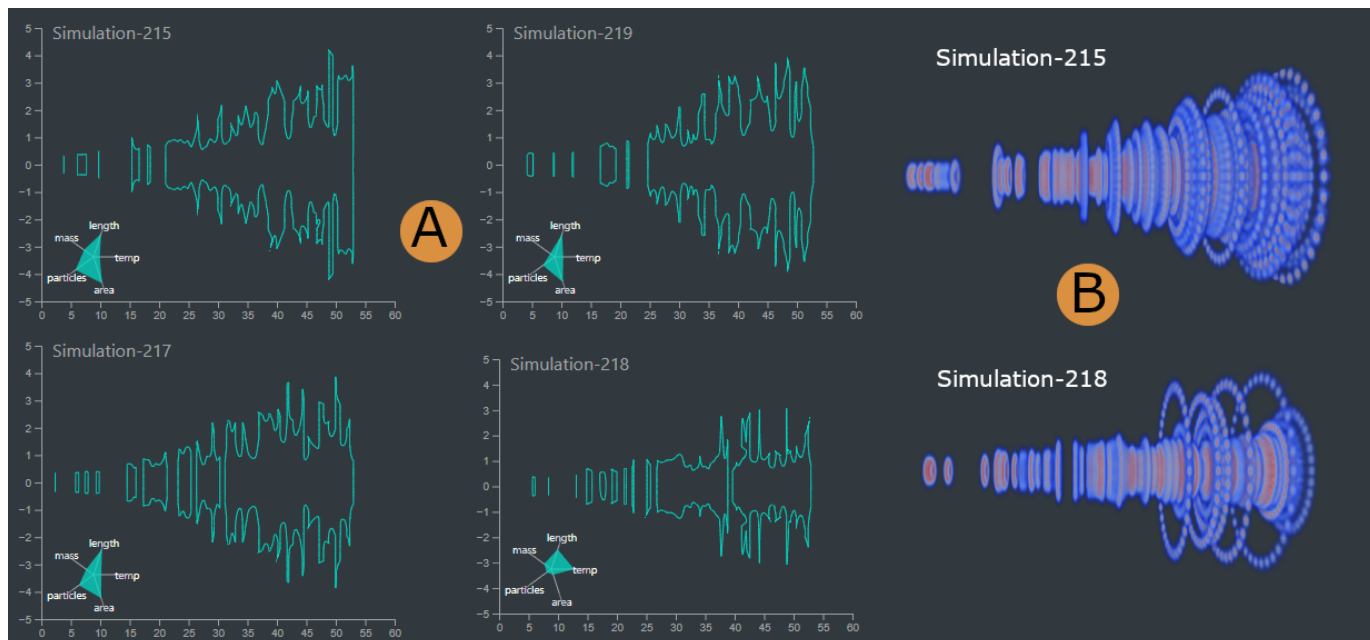 Simulation-215
5
4
3
2
1
0
−1
−2
−3
−4
−5
0 5 10 15 20 25 30 35 40 45 50 55 60
length
mass
temp
particles
area
A
Simulation-219
5
4
3
2
1
0
−1
−2
−3
−4
−5
0 5 10 15 20 25 30 35 40 45 50 55 60
length
mass
temp
particles
area
Simulation-215
B
Simulation-217
5
4
3
2
1
0
−1
−2
−3
−4
−5
0 5 10 15 20 25 30 35 40 45 50 55 60
length
mass
temp
particles
area
Simulation-218
5
4
3
2
1
0
−1
−2
−3
−4
−5
0 5 10 15 20 25 30 35 40 45 50 55 60
length
mass
temp
particles
area
Simulation-218